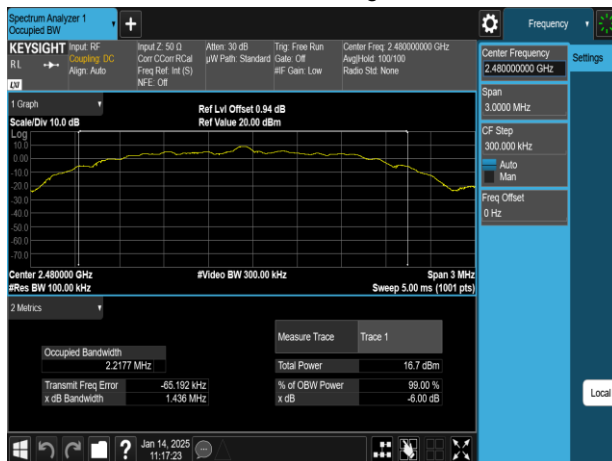 Spectrum Analyzer 1
Occupied BW
+
Frequency
KEYSIGHT
RL
LXI
Input: RF
Coupling: DC
Align: Auto
Input Z: 50 Ω
Corr CCorr RCal
Freq Ref: Int (S)
NFE: Off
Atten: 30 dB
µW Path: Standard
Trig: Free Run
Gate: Off
#IF Gain: Low
Center Freq: 2.480000000 GHz
Avg|Hold: 100/100
Radio Std: None
Center Frequency
2.480000000 GHz
Settings
Span
3.0000 MHz
CF Step
300.000 kHz
Auto
Man
Freq Offset
0 Hz
Local
1 Graph
Scale/Div 10.0 dB
Ref Lvl Offset 0.94 dB
Ref Value 20.00 dBm
Log
10.0
0.00
-10.0
-20.0
-30.0
-40.0
-50.0
-60.0
-70.0
Center 2.480000 GHz
#Res BW 100.00 kHz
#Video BW 300.00 kHz
Span 3 MHz
Sweep 5.00 ms (1001 pts)
2 Metrics
Measure Trace Trace 1
Occupied Bandwidth
2.2177 MHz
Total Power 16.7 dBm
Transmit Freq Error -65.192 kHz
% of OBW Power 99.00 %
x dB Bandwidth 1.436 MHz
x dB -6.00 dB
?
Jan 14, 2025
11:17:23